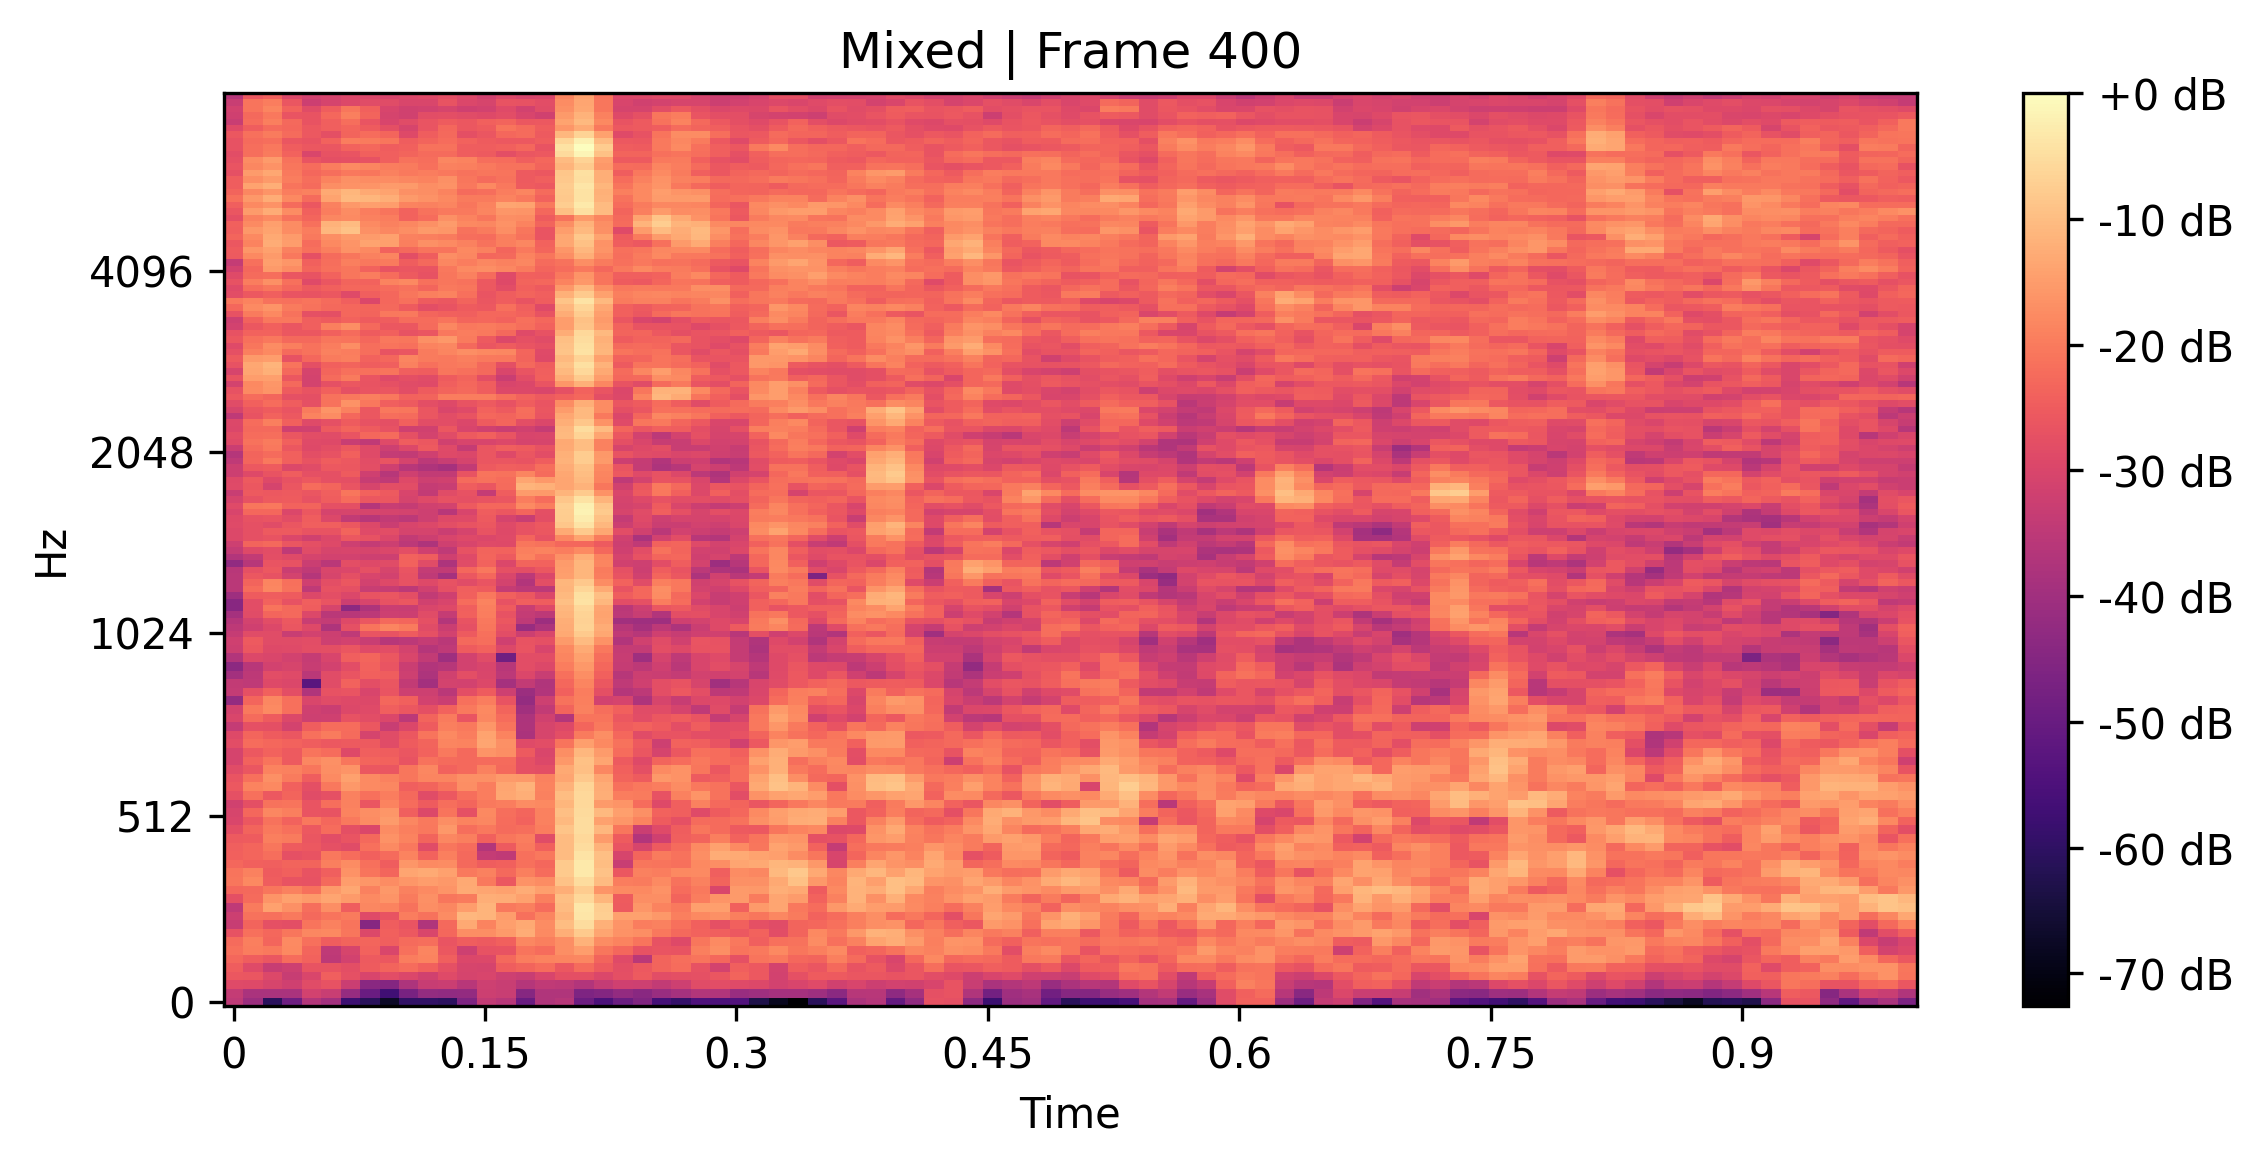 Mixed | Frame 400
+0 dB
-10 dB
4096
-20 dB
2048
-30 dB
Hz
-40 dB
1024
-50 dB
512
-60 dB
-70 dB
0
0 0.15 0.3 0.45 0.6 0.75 0.9
Time